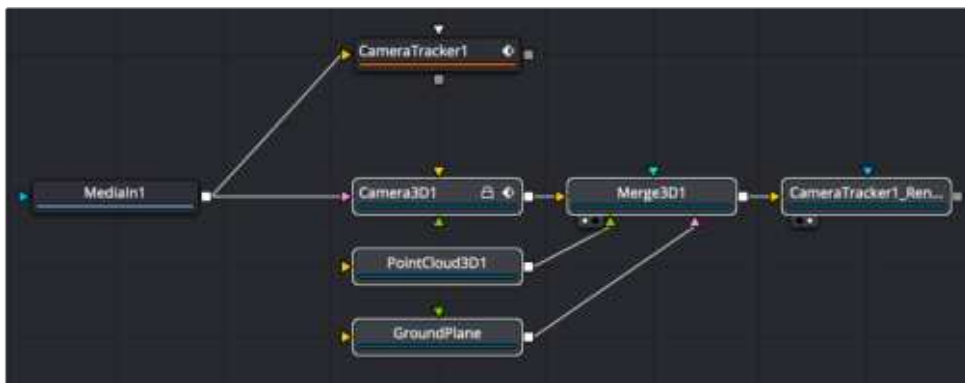 CameraTracker1
MediaIn1
Camera3D1
Merge3D1
CameraTracker1_Ren...
PointCloud3D1
GroundPlane